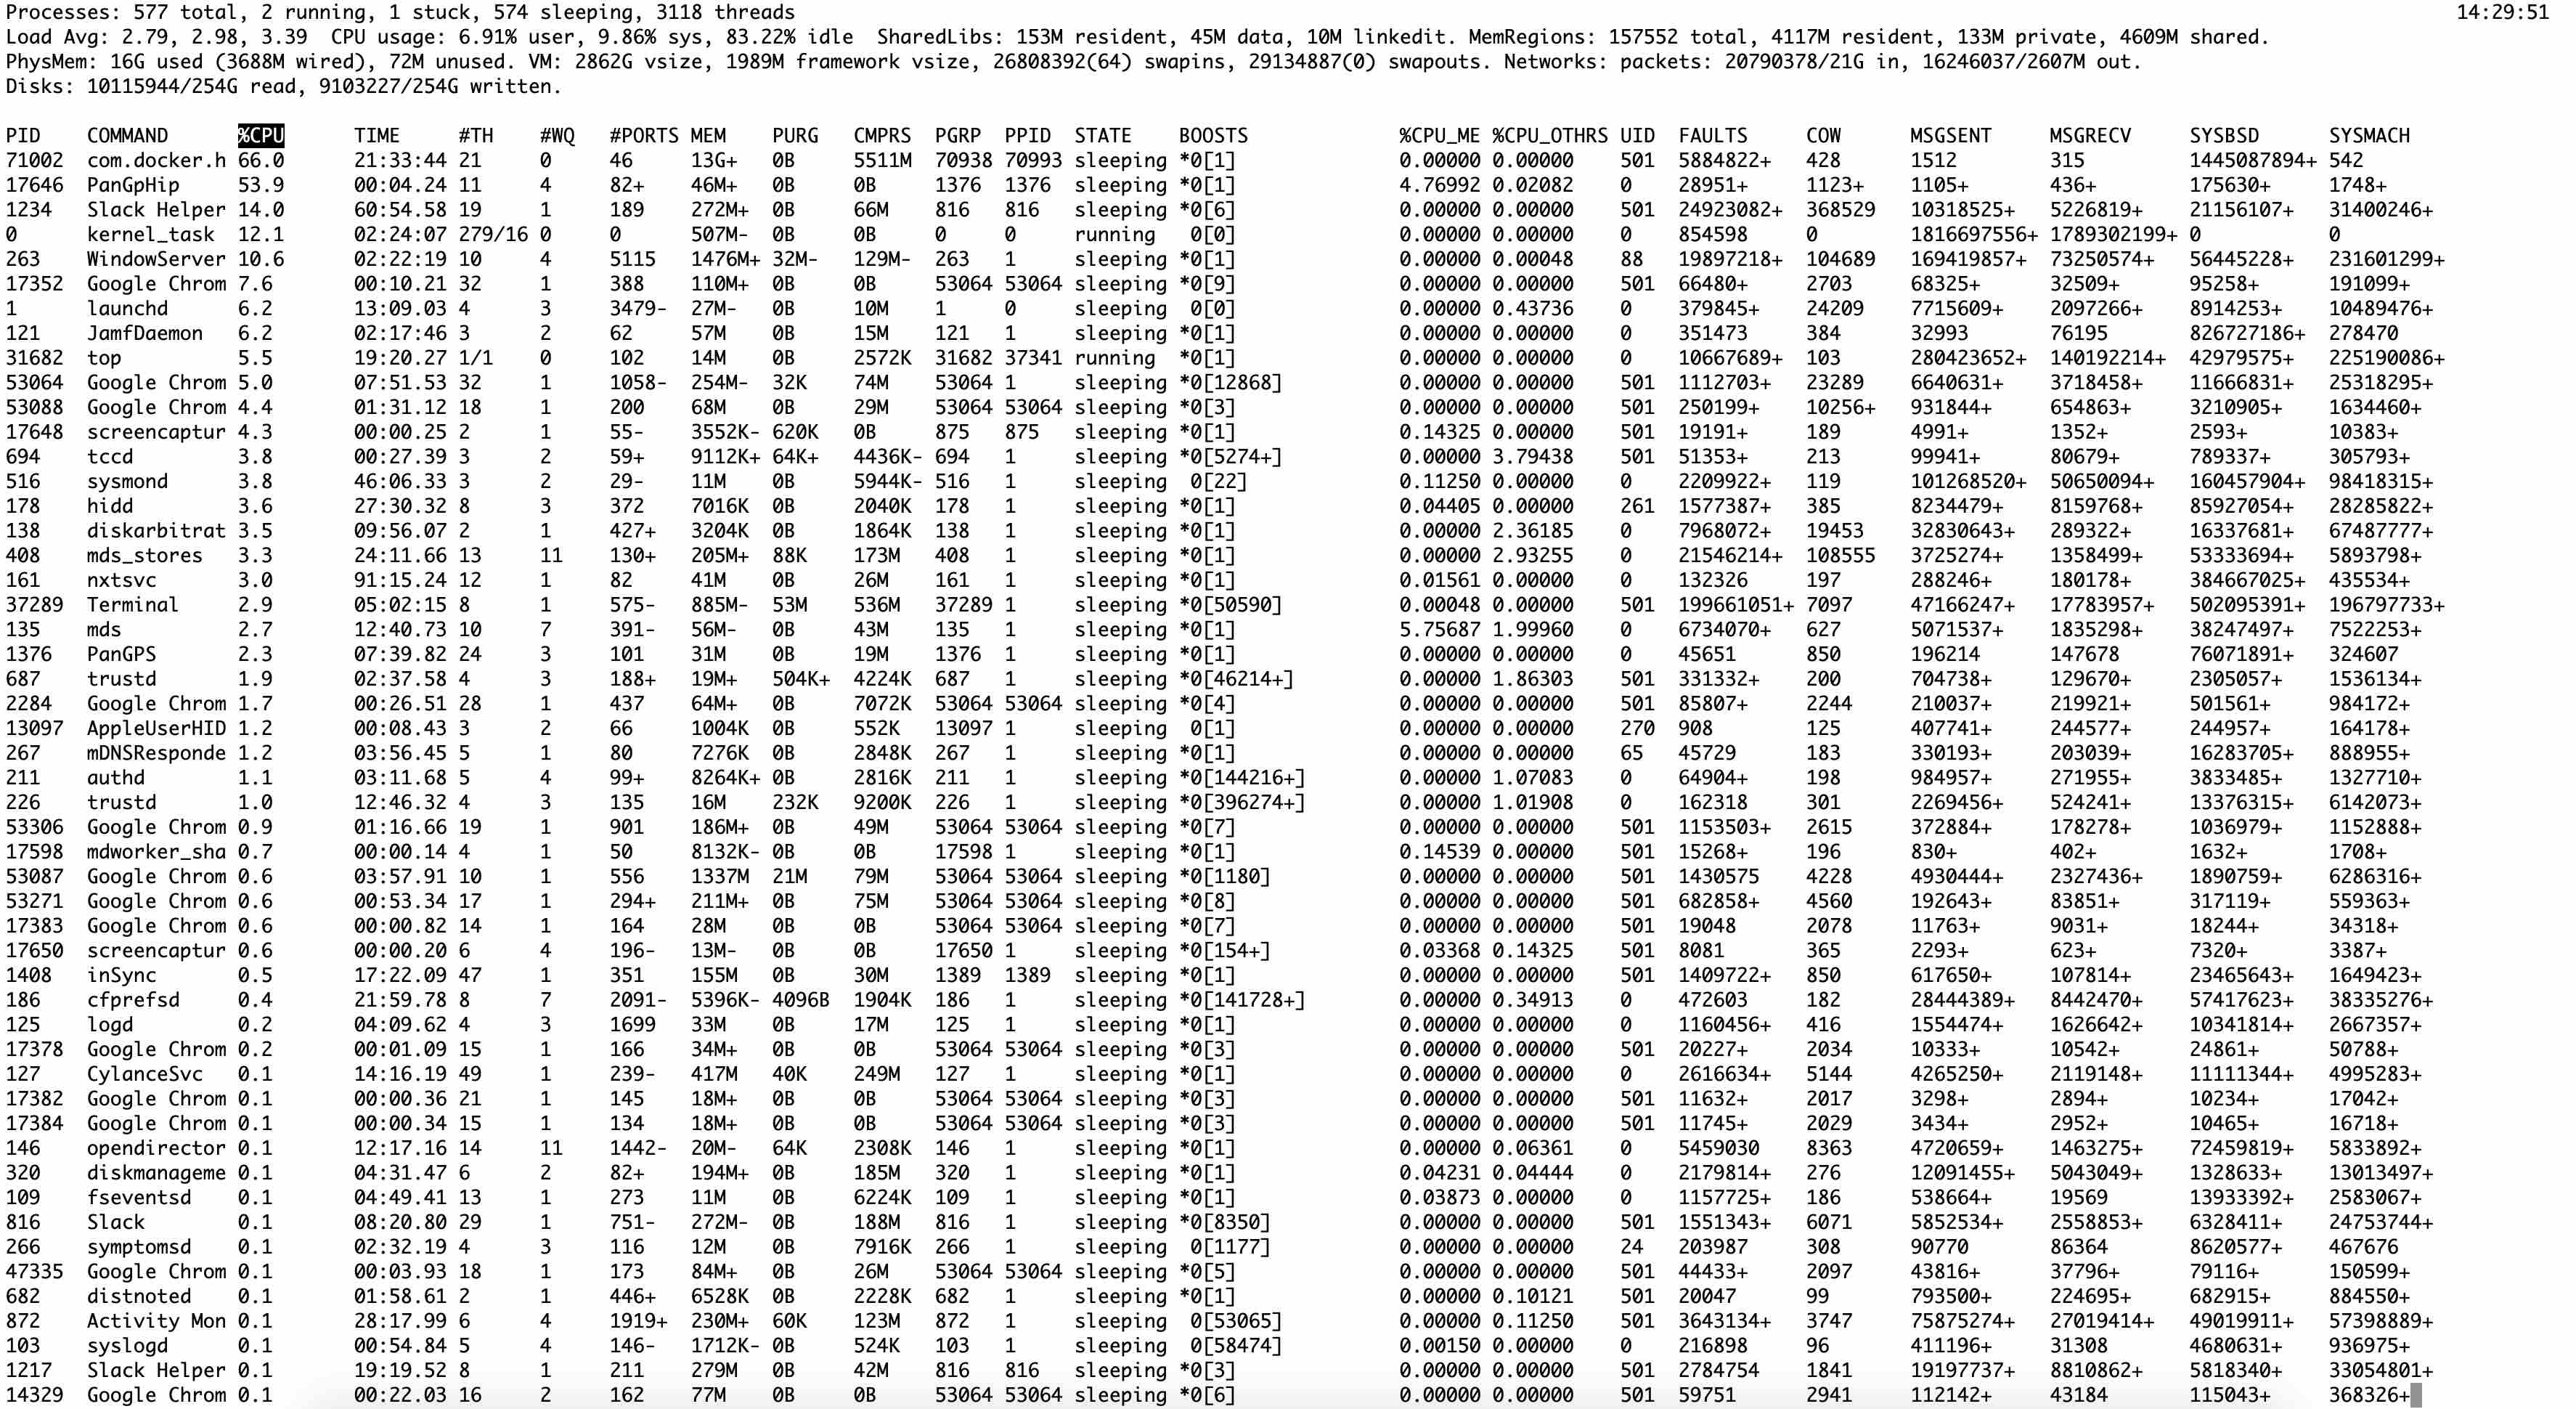 Processes: 577 total, 2 running, 1 stuck, 574 sleeping, 3118 threads 14:29:51
Load Avg: 2.79, 2.98, 3.39 CPU usage: 6.91% user, 9.86% sys, 83.22% idle SharedLibs: 153M resident, 45M data, 10M linkedit. MemRegions: 157552 total, 4117M resident, 133M private, 4609M shared.
PhysMem: 16G used (3688M wired), 72M unused. VM: 2862G vsize, 1989M framework vsize, 26808392(64) swapins, 29134887(0) swapouts. Networks: packets: 20790378/21G in, 16246037/2607M out.
Disks: 10115944/254G read, 9103227/254G written.
PID COMMAND %CPU TIME #TH #WQ #PORTS MEM PURG CMPRS PGRP PPID STATE BOOSTS %CPU_ME %CPU_OTHRS UID FAULTS COW MSGSENT MSGRECV SYSBSD SYSMACH
71002 com.docker.h 66.0 21:33:44 21 0 46 13G+ 0B 5511M 70938 70993 sleeping *0[1] 0.00000 0.00000 501 5884822+ 428 1512 315 1445087894+ 542
17646 PanGpHip 53.9 00:04.24 11 4 82+ 46M+ 0B 0B 1376 1376 sleeping *0[1] 4.76992 0.02082 0 28951+ 1123+ 1105+ 436+ 175630+ 1748+
1234 Slack Helper 14.0 60:54.58 19 1 189 272M+ 0B 66M 816 816 sleeping *0[6] 0.00000 0.00000 501 24923082+ 368529 10318525+ 5226819+ 21156107+ 31400246+
0 kernel_task 12.1 02:24:07 279/16 0 0 507M- 0B 0B 0 0 running 0[0] 0.00000 0.00000 0 854598 0 1816697556+ 1789302199+ 0 0
263 WindowServer 10.6 02:22:19 10 4 5115 1476M+ 32M- 129M- 263 1 sleeping *0[1] 0.00000 0.00048 88 19897218+ 104689 169419857+ 73250574+ 56445228+ 231601299+
17352 Google Chrom 7.6 00:10.21 32 1 388 110M+ 0B 0B 53064 53064 sleeping *0[9] 0.00000 0.00000 501 66480+ 2703 68325+ 32509+ 95258+ 191099+
1 launchd 6.2 13:09.03 4 3 3479- 27M- 0B 10M 1 0 sleeping 0[0] 0.00000 0.43736 0 379845+ 24209 7715609+ 2097266+ 8914253+ 10489476+
121 JamfDaemon 6.2 02:17:46 3 2 62 57M 0B 15M 121 1 sleeping *0[1] 0.00000 0.00000 0 351473 384 32993 76195 826727186+ 278470
31682 top 5.5 19:20.27 1/1 0 102 14M 0B 2572K 31682 37341 running *0[1] 0.00000 0.00000 0 10667689+ 103 280423652+ 140192214+ 42979575+ 225190086+
53064 Google Chrom 5.0 07:51.53 32 1 1058- 254M- 32K 74M 53064 1 sleeping *0[12868] 0.00000 0.00000 501 1112703+ 23289 6640631+ 3718458+ 11666831+ 25318295+
53088 Google Chrom 4.4 01:31.12 18 1 200 68M 0B 29M 53064 53064 sleeping *0[3] 0.00000 0.00000 501 250199+ 10256+ 931844+ 654863+ 3210905+ 1634460+
17648 screencaptur 4.3 00:00.25 2 1 55- 3552K- 620K 0B 875 875 sleeping *0[1] 0.14325 0.00000 501 19191+ 189 4991+ 1352+ 2593+ 10383+
694 tccd 3.8 00:27.39 3 2 59+ 9112K+ 64K+ 4436K- 694 1 sleeping *0[5274+] 0.00000 3.79438 501 51353+ 213 99941+ 80679+ 789337+ 305793+
516 sysmond 3.8 46:06.33 3 2 29- 11M 0B 5944K- 516 1 sleeping 0[22] 0.11250 0.00000 0 2209922+ 119 101268520+ 50650094+ 160457904+ 98418315+
178 hidd 3.6 27:30.32 8 3 372 7016K 0B 2040K 178 1 sleeping *0[1] 0.04405 0.00000 261 1577387+ 385 8234479+ 8159768+ 85927054+ 28285822+
138 diskarbitrat 3.5 09:56.07 2 1 427+ 3204K 0B 1864K 138 1 sleeping *0[1] 0.00000 2.36185 0 7968072+ 19453 32830643+ 289322+ 16337681+ 67487777+
408 mds_stores 3.3 24:11.66 13 11 130+ 205M+ 88K 173M 408 1 sleeping *0[1] 0.00000 2.93255 0 21546214+ 108555 3725274+ 1358499+ 53333694+ 5893798+
161 nxtsvc 3.0 91:15.24 12 1 82 41M 0B 26M 161 1 sleeping *0[1] 0.01561 0.00000 0 132326 197 288246+ 180178+ 384667025+ 435534+
37289 Terminal 2.9 05:02:15 8 1 575- 885M- 53M 536M 37289 1 sleeping *0[50590] 0.00048 0.00000 501 199661051+ 7097 47166247+ 17783957+ 502095391+ 196797733+
135 mds 2.7 12:40.73 10 7 391- 56M- 0B 43M 135 1 sleeping *0[1] 5.75687 1.99960 0 6734070+ 627 5071537+ 1835298+ 38247497+ 7522253+
1376 PanGPS 2.3 07:39.82 24 3 101 31M 0B 19M 1376 1 sleeping *0[1] 0.00000 0.00000 0 45651 850 196214 147678 76071891+ 324607
687 trustd 1.9 02:37.58 4 3 188+ 19M+ 504K+ 4224K 687 1 sleeping *0[46214+] 0.00000 1.86303 501 331332+ 200 704738+ 129670+ 2305057+ 1536134+
2284 Google Chrom 1.7 00:26.51 28 1 437 64M+ 0B 7072K 53064 53064 sleeping *0[4] 0.00000 0.00000 501 85807+ 2244 210037+ 219921+ 501561+ 984172+
13097 AppleUserHID 1.2 00:08.43 3 2 66 1004K 0B 552K 13097 1 sleeping 0[1] 0.00000 0.00000 270 908 125 407741+ 244577+ 244957+ 164178+
267 mDNSResponde 1.2 03:56.45 5 1 80 7276K 0B 2848K 267 1 sleeping *0[1] 0.00000 0.00000 65 45729 183 330193+ 203039+ 16283705+ 888955+
211 authd 1.1 03:11.68 5 4 99+ 8264K+ 0B 2816K 211 1 sleeping *0[144216+] 0.00000 1.07083 0 64904+ 198 984957+ 271955+ 3833485+ 1327710+
226 trustd 1.0 12:46.32 4 3 135 16M 232K 9200K 226 1 sleeping *0[396274+] 0.00000 1.01908 0 162318 301 2269456+ 524241+ 13376315+ 6142073+
53306 Google Chrom 0.9 01:16.66 19 1 901 186M+ 0B 49M 53064 53064 sleeping *0[7] 0.00000 0.00000 501 1153503+ 2615 372884+ 178278+ 1036979+ 1152888+
17598 mdworker_sha 0.7 00:00.14 4 1 50 8132K- 0B 0B 17598 1 sleeping *0[1] 0.14539 0.00000 501 15268+ 196 830+ 402+ 1632+ 1708+
53087 Google Chrom 0.6 03:57.91 10 1 556 1337M 21M 79M 53064 53064 sleeping *0[1180] 0.00000 0.00000 501 1430575 4228 4930444+ 2327436+ 1890759+ 6286316+
53271 Google Chrom 0.6 00:53.34 17 1 294+ 211M+ 0B 75M 53064 53064 sleeping *0[8] 0.00000 0.00000 501 682858+ 4560 192643+ 83851+ 317119+ 559363+
17383 Google Chrom 0.6 00:00.82 14 1 164 28M 0B 0B 53064 53064 sleeping *0[7] 0.00000 0.00000 501 19048 2078 11763+ 9031+ 18244+ 34318+
17650 screencaptur 0.6 00:00.20 6 4 196- 13M- 0B 0B 17650 1 sleeping *0[154+] 0.03368 0.14325 501 8081 365 2293+ 623+ 7320+ 3387+
1408 inSync 0.5 17:22.09 47 1 351 155M 0B 30M 1389 1389 sleeping *0[1] 0.00000 0.00000 501 1409722+ 850 617650+ 107814+ 23465643+ 1649423+
186 cfprefsd 0.4 21:59.78 8 7 2091- 5396K- 4096B 1904K 186 1 sleeping *0[141728+] 0.00000 0.34913 0 472603 182 28444389+ 8442470+ 57417623+ 38335276+
125 logd 0.2 04:09.62 4 3 1699 33M 0B 17M 125 1 sleeping *0[1] 0.00000 0.00000 0 1160456+ 416 1554474+ 1626642+ 10341814+ 2667357+
17378 Google Chrom 0.2 00:01.09 15 1 166 34M+ 0B 0B 53064 53064 sleeping *0[3] 0.00000 0.00000 501 20227+ 2034 10333+ 10542+ 24861+ 50788+
127 CylanceSvc 0.1 14:16.19 49 1 239- 417M 40K 249M 127 1 sleeping *0[1] 0.00000 0.00000 0 2616634+ 5144 4265250+ 2119148+ 11111344+ 4995283+
17382 Google Chrom 0.1 00:00.36 21 1 145 18M+ 0B 0B 53064 53064 sleeping *0[3] 0.00000 0.00000 501 11632+ 2017 3298+ 2894+ 10234+ 17042+
17384 Google Chrom 0.1 00:00.34 15 1 134 18M+ 0B 0B 53064 53064 sleeping *0[3] 0.00000 0.00000 501 11745+ 2029 3434+ 2952+ 10465+ 16718+
146 opendirector 0.1 12:17.16 14 11 1442- 20M- 64K 2308K 146 1 sleeping *0[1] 0.00000 0.06361 0 5459030 8363 4720659+ 1463275+ 72459819+ 5833892+
320 diskmanageme 0.1 04:31.47 6 2 82+ 194M+ 0B 185M 320 1 sleeping *0[1] 0.04231 0.04444 0 2179814+ 276 12091455+ 5043049+ 1328633+ 13013497+
109 fseventsd 0.1 04:49.41 13 1 273 11M 0B 6224K 109 1 sleeping *0[1] 0.03873 0.00000 0 1157725+ 186 538664+ 19569 13933392+ 2583067+
816 Slack 0.1 08:20.80 29 1 751- 272M- 0B 188M 816 1 sleeping *0[8350] 0.00000 0.00000 501 1551343+ 6071 5852534+ 2558853+ 6328411+ 24753744+
266 symptomsd 0.1 02:32.19 4 3 116 12M 0B 7916K 266 1 sleeping 0[1177] 0.00000 0.00000 24 203987 308 90770 86364 8620577+ 467676
47335 Google Chrom 0.1 00:03.93 18 1 173 84M+ 0B 26M 53064 53064 sleeping *0[5] 0.00000 0.00000 501 44433+ 2097 43816+ 37796+ 79116+ 150599+
682 distnoted 0.1 01:58.61 2 1 446+ 6528K 0B 2228K 682 1 sleeping *0[1] 0.00000 0.10121 501 20047 99 793500+ 224695+ 682915+ 884550+
872 Activity Mon 0.1 28:17.99 6 4 1919+ 230M+ 60K 123M 872 1 sleeping 0[53065] 0.00000 0.11250 501 3643134+ 3747 75875274+ 27019414+ 49019911+ 57398889+
103 syslogd 0.1 00:54.84 5 4 146- 1712K- 0B 524K 103 1 sleeping 0[58474] 0.00150 0.00000 0 216898 96 411196+ 31308 4680631+ 936975+
1217 Slack Helper 0.1 19:19.52 8 1 211 279M 0B 42M 816 816 sleeping *0[3] 0.00000 0.00000 501 2784754 1841 19197737+ 8810862+ 5818340+ 33054801+
14329 Google Chrom 0.1 00:22.03 16 2 162 77M 0B 0B 53064 53064 sleeping *0[6] 0.00000 0.00000 501 59751 2941 112142+ 43184 115043+ 368326+